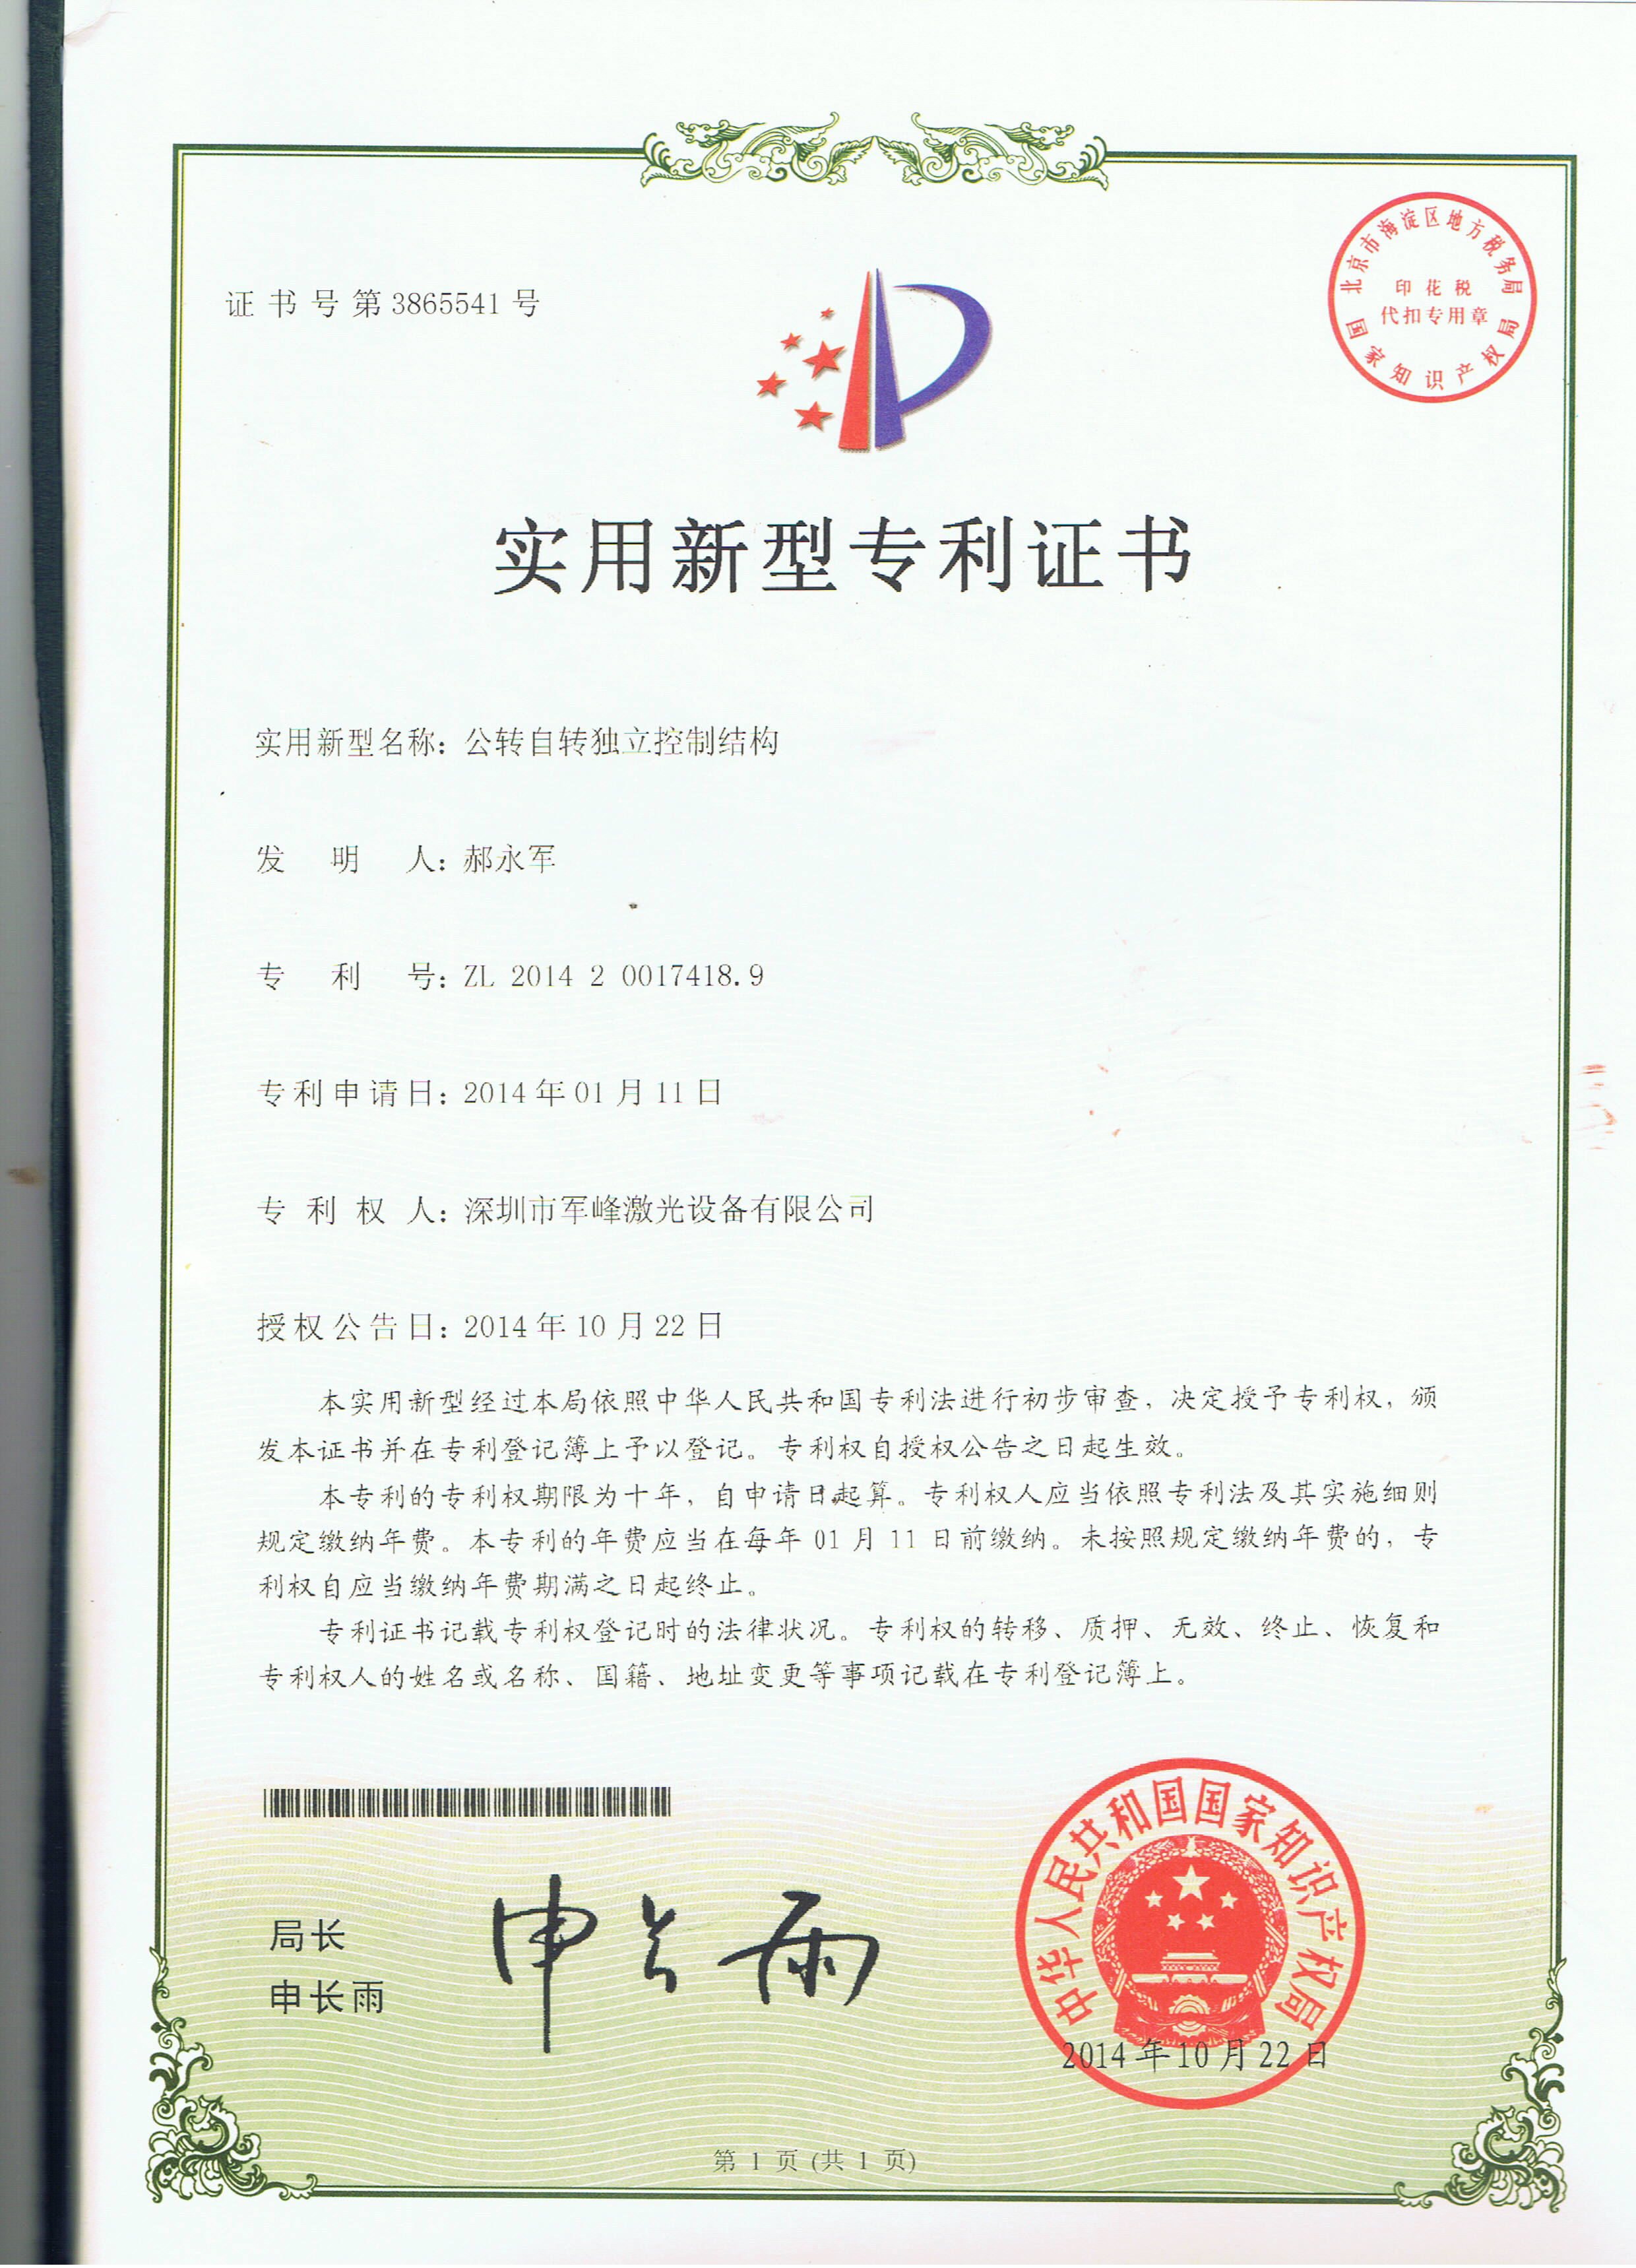 证书号第3865541号
北京市海淀区地方税务局
印花税
代扣专用章
国家知识产权局
实用新型专利证书
实用新型名称：公转自转独立控制结构
发明人：郝永军
专利号：ZL 2014 2 0017418.9
专利申请日：2014年01月11日
专利权人：深圳市军峰激光设备有限公司
授权公告日：2014年10月22日
本实用新型经过本局依照中华人民共和国专利法进行初步审查，决定授予专利权，颁
发本证书并在专利登记簿上予以登记。专利权自授权公告之日起生效。
本专利的专利权期限为十年，自申请日起算。专利权人应当依照专利法及其实施细则
规定缴纳年费。本专利的年费应当在每年01月11日前缴纳。未按照规定缴纳年费的，专
利权自应当缴纳年费期满之日起终止。
专利证书记载专利权登记时的法律状况。专利权的转移、质押、无效、终止、恢复和
专利权人的姓名或名称、国籍、地址变更等事项记载在专利登记簿上。
局长
申长雨
申长雨
中华人民共和国国家知识产权局
2014年10月22日
第1页(共1页)